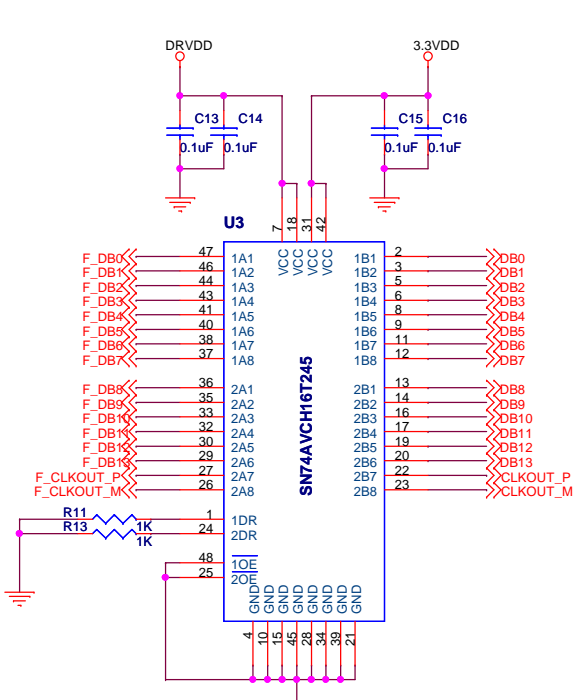 DRVDD 3.3VDD
C13 C14 C15 C16
0.1uF 0.1uF 0.1uF 0.1uF
U3
7 18 31 42
VCC VCC VCC VCC
F_DB0 47 1A1 1B1 2 DB0
F_DB1 46 1A2 1B2 3 DB1
F_DB2 44 1A3 1B3 5 DB2
F_DB3 43 1A4 1B4 6 DB3
F_DB4 41 1A5 1B5 8 DB4
F_DB5 40 1A6 1B6 9 DB5
F_DB6 38 1A7 1B7 11 DB6
F_DB7 37 1A8 1B8 12 DB7
SN74AVCH16T245
F_DB8 36 2A1 2B1 13 DB8
F_DB9 35 2A2 2B2 14 DB9
F_DB10 33 2A3 2B3 16 DB10
F_DB11 32 2A4 2B4 17 DB11
F_DB12 30 2A5 2B5 19 DB12
F_DB13 29 2A6 2B6 20 DB13
F_CLKOUT_P 27 2A7 2B7 22 CLKOUT_P
F_CLKOUT_M 26 2A8 2B8 23 CLKOUT_M
R11 1K 1 1DR
R13 1K 24 2DR
48 1OE
25 2OE
GND GND GND GND GND GND GND GND
4 10 15 45 28 34 39 21